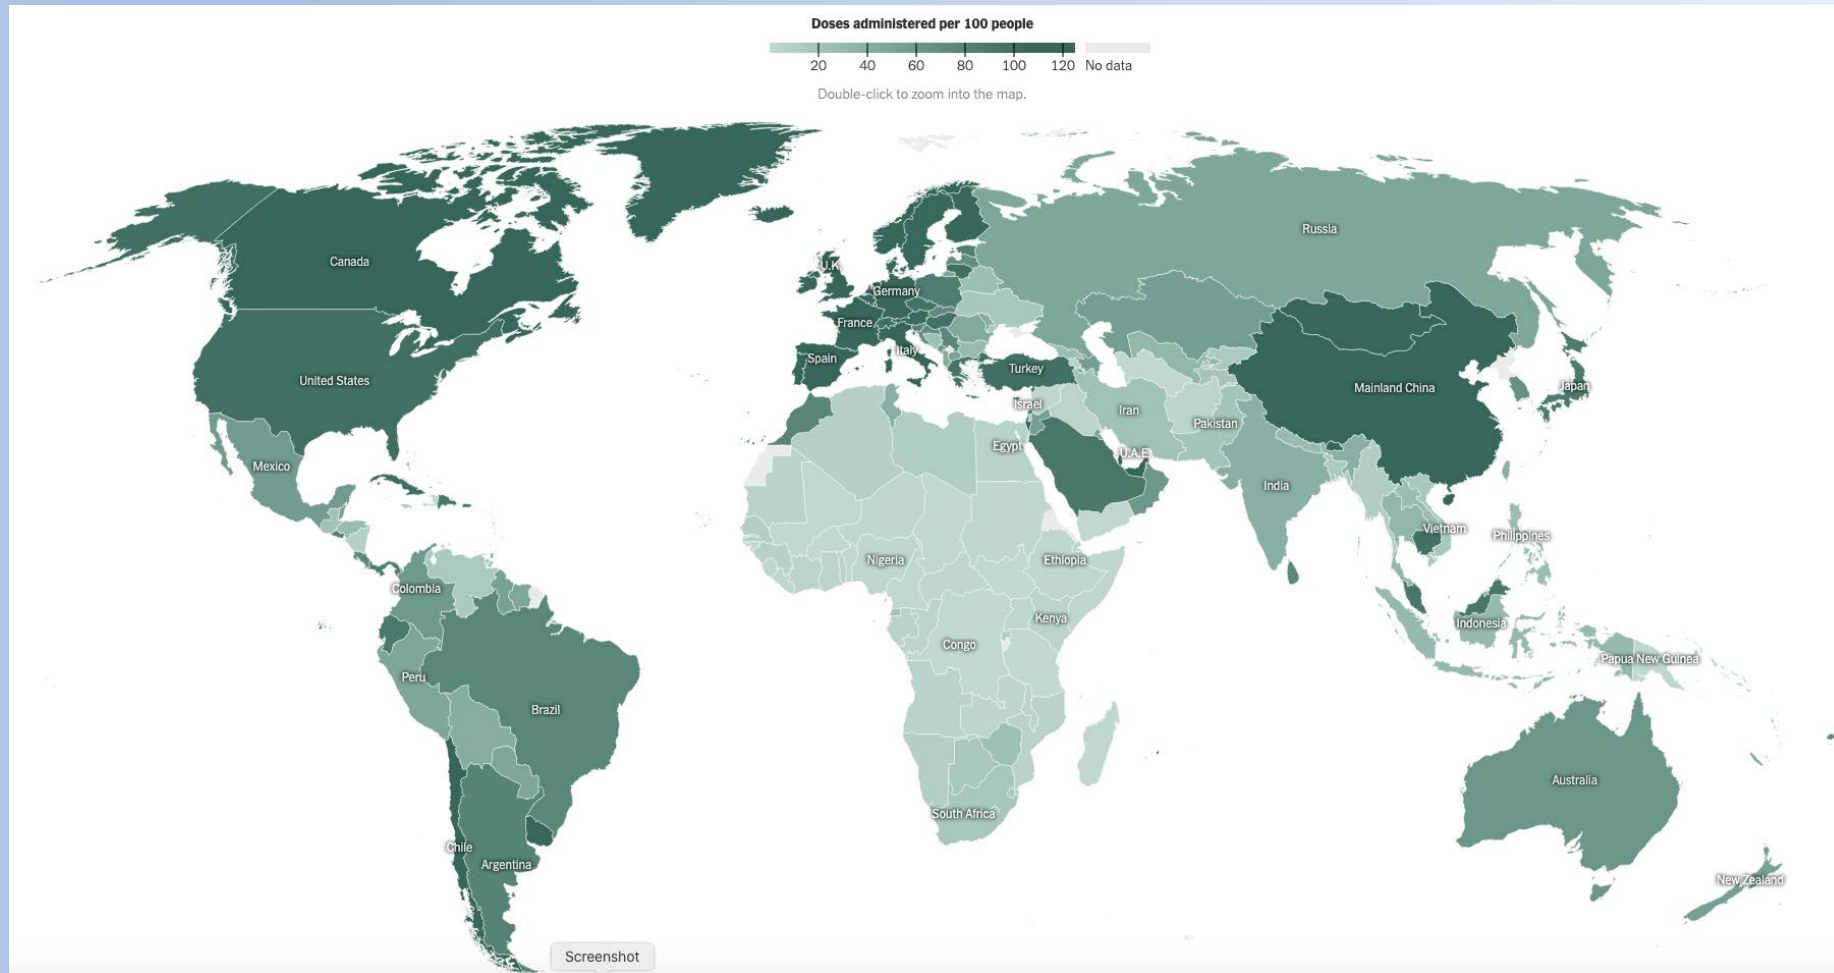 Doses administered per 100 people
20 40 60 80 100 120 No data
Double-click to zoom into the map.
Russia
Canada
U.K.
Germany
France
Italy
Spain
Turkey
United States
Mainland China
Japan
Israel
Iran
Pakistan
Egypt
U.A.E.
Mexico
India
Vietnam
Philippines
Nigeria
Ethiopia
Colombia
Kenya
Indonesia
Congo
Papua New Guinea
Peru
Brazil
Australia
South Africa
Chile
Argentina
New Zealand
Screenshot